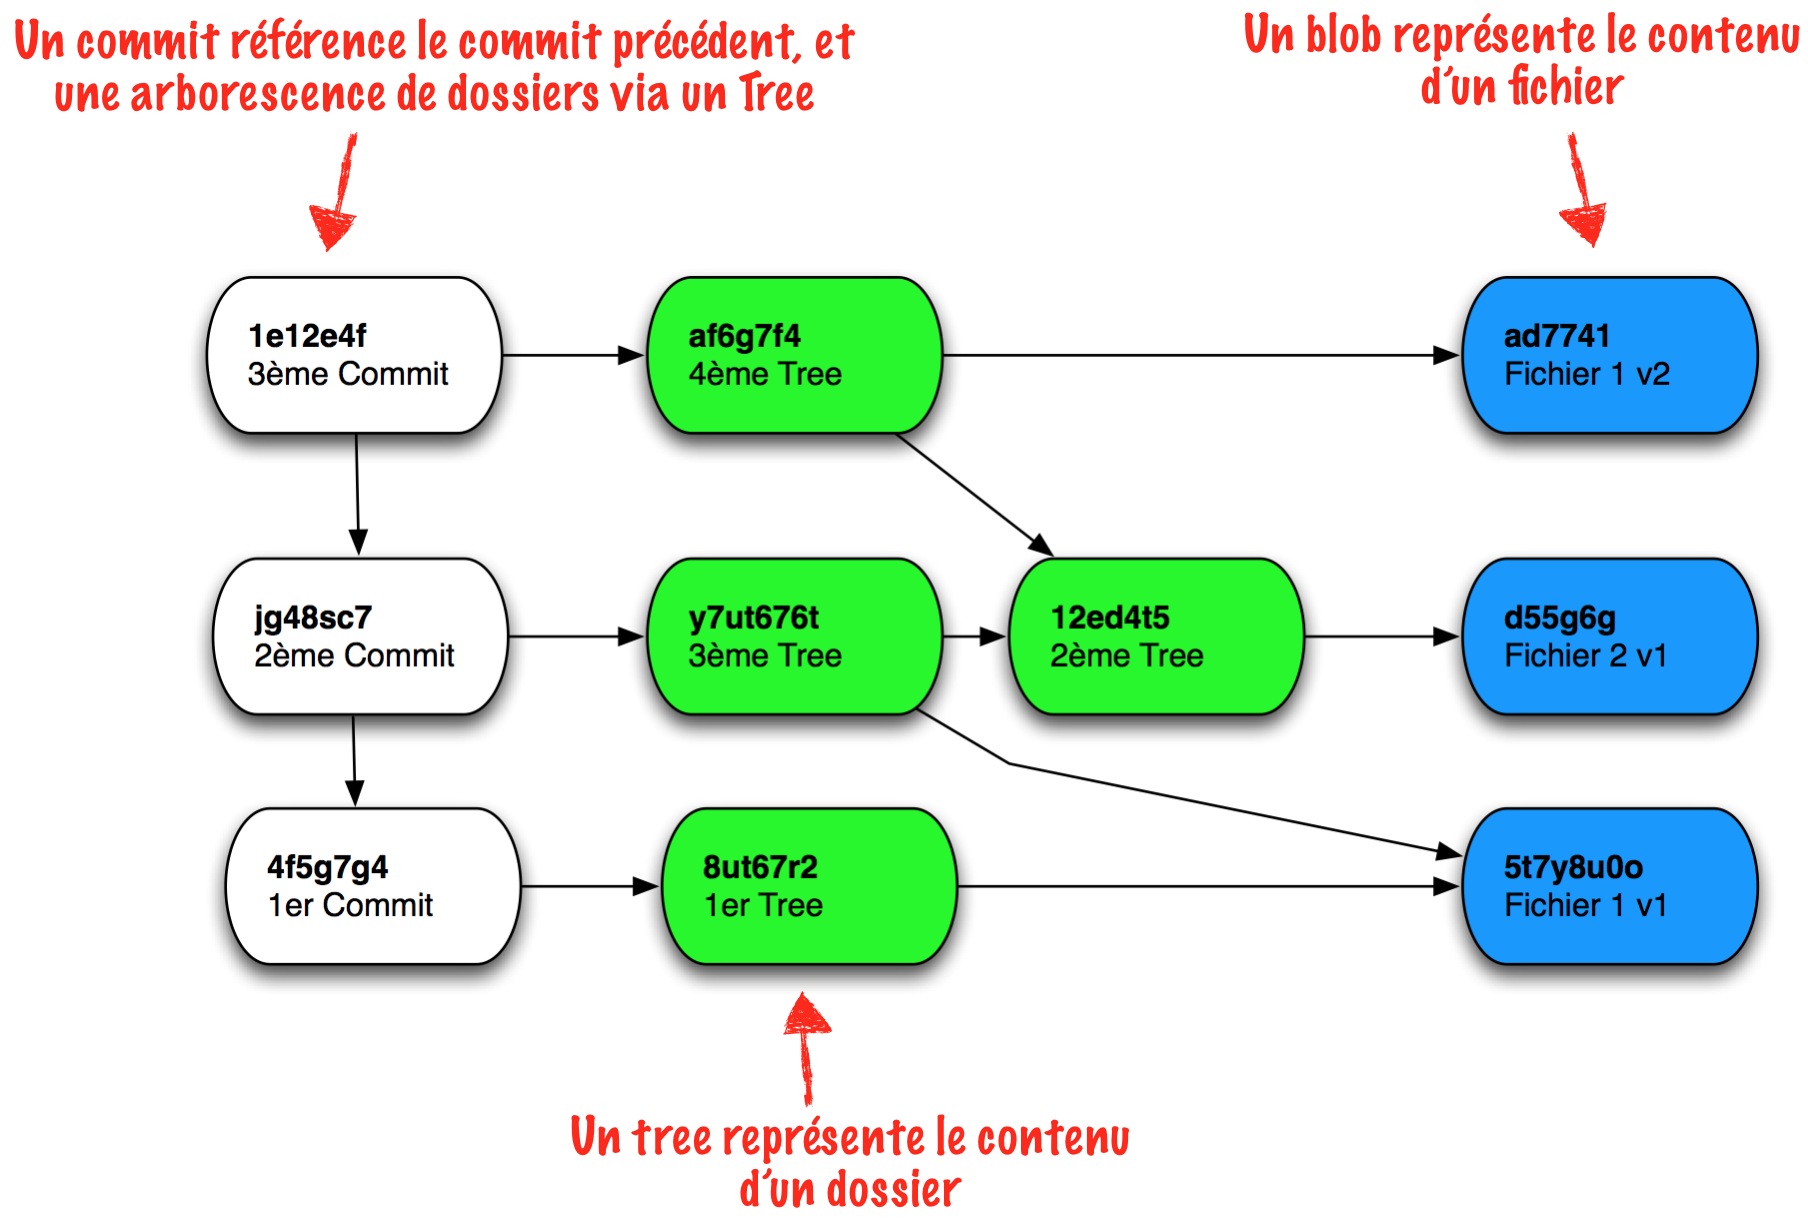 Un commit référence le commit précédent, et
une arborescence de dossiers via un Tree
Un blob représente le contenu
d'un fichier
1e12e4f
3ème Commit
af6g7f4
4ème Tree
ad7741
Fichier 1 v2
jg48sc7
2ème Commit
y7ut676t
3ème Tree
12ed4t5
2ème Tree
d55g6g
Fichier 2 v1
4f5g7g4
1er Commit
8ut67r2
1er Tree
5t7y8u0o
Fichier 1 v1
Un tree représente le contenu
d'un dossier